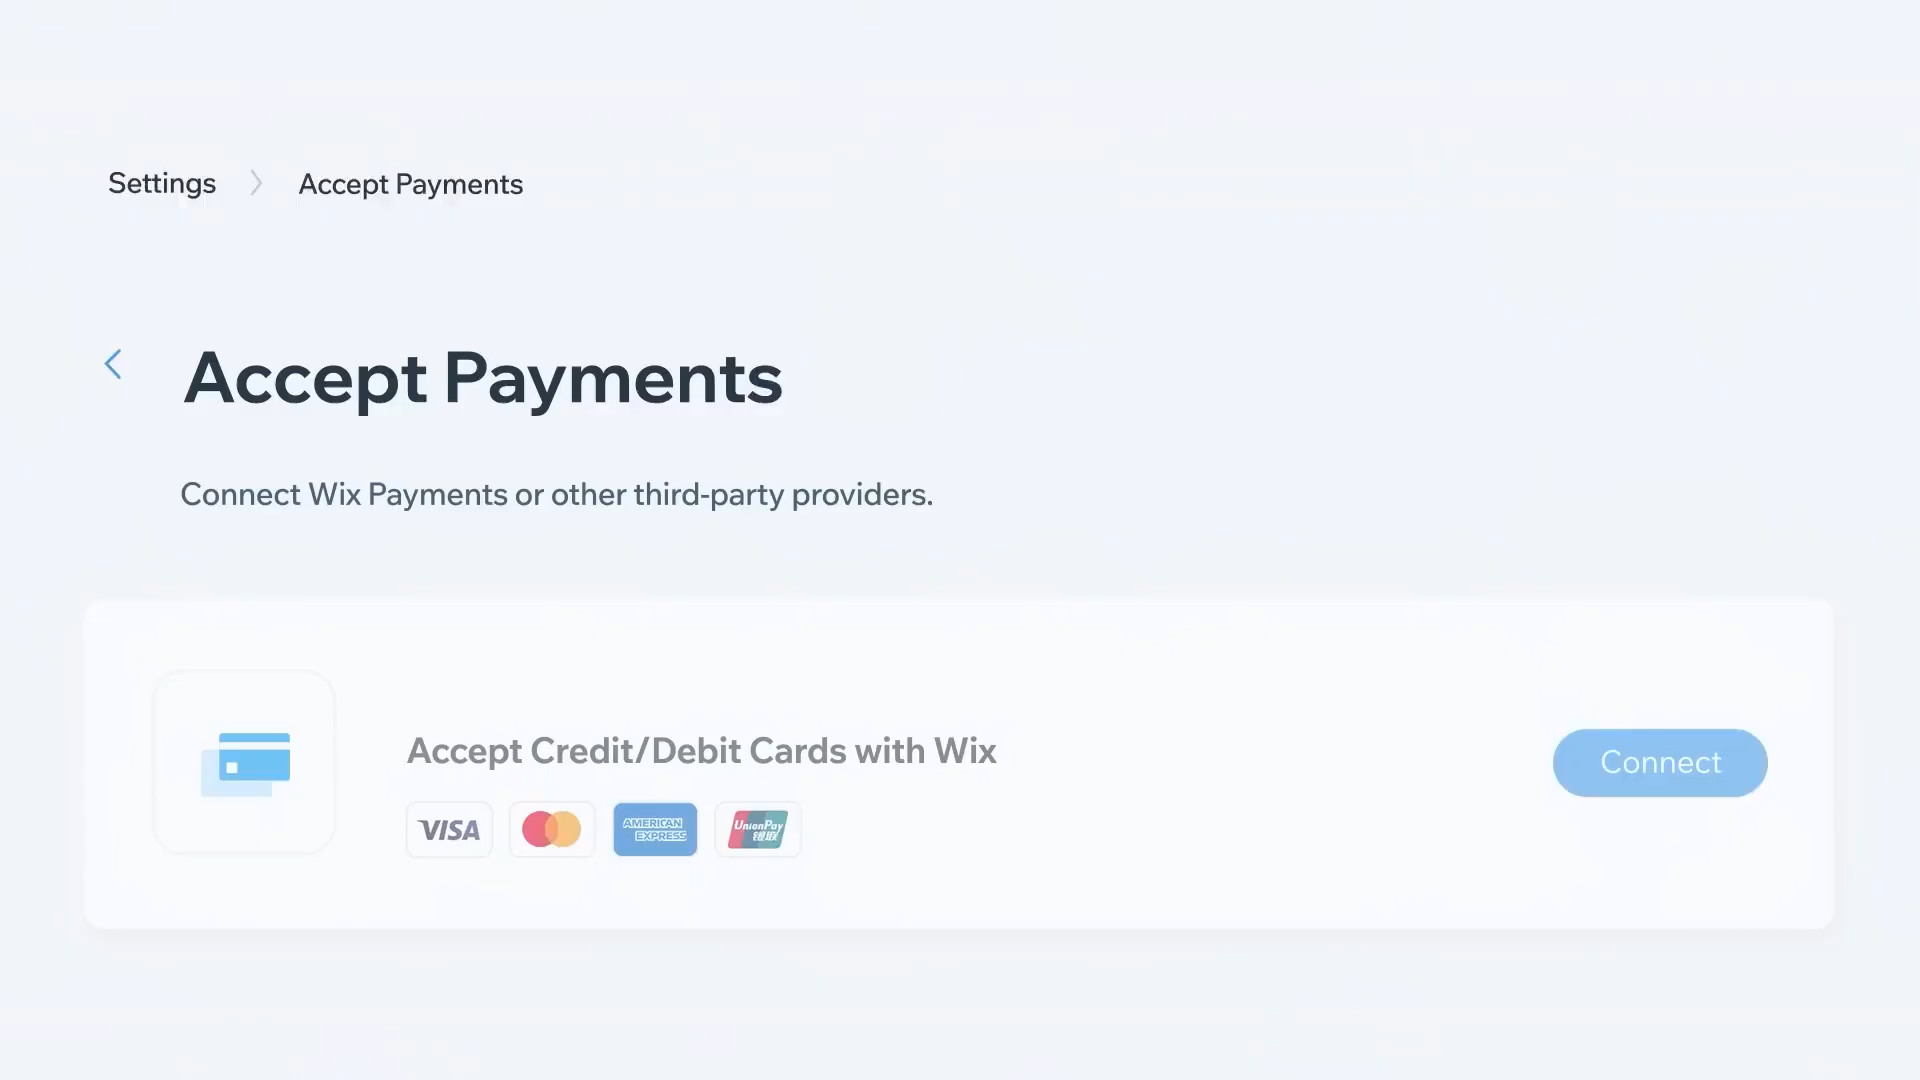 Settings
Accept Payments
Accept Payments
Connect Wix Payments or other third-party providers.
Accept Credit/Debit Cards with Wix
Connect
VISA
AMERICAN
EXPRESS
UnionPay
银联